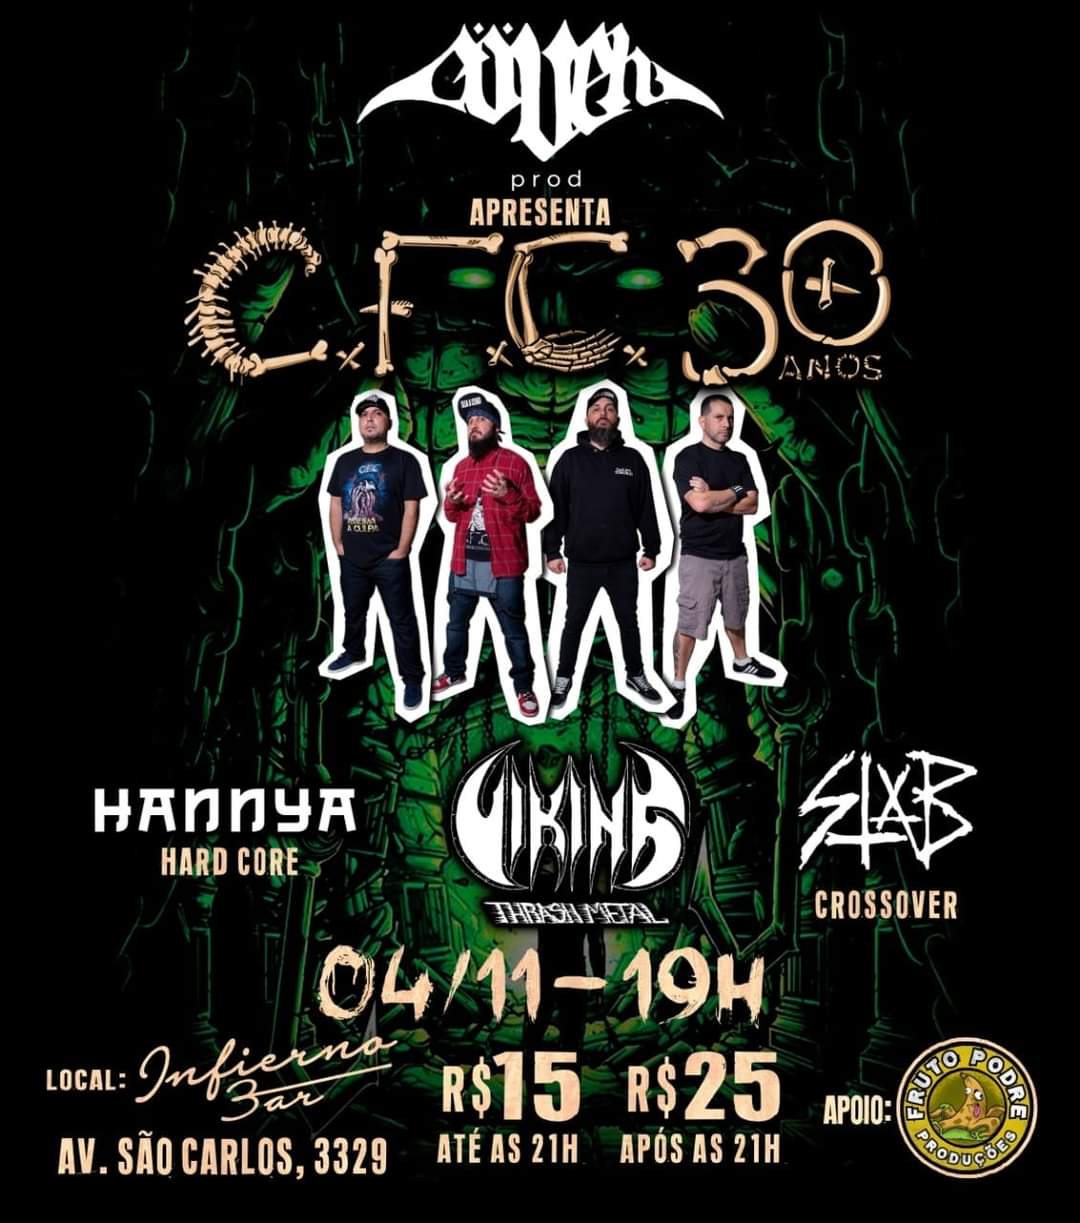 prod
APRESENTA
C.F.C. 30
ANOS
HANNYA
HARD CORE
VIKING
THRASH METAL
STAB
CROSSOVER
04/11 - 19H
LOCAL: Infierno
Bar
AV. SÃO CARLOS, 3329
R$15
ATÉ AS 21H
R$25
APÓS AS 21H
APOIO:
FRUTO PODRE
PRODUÇÕES